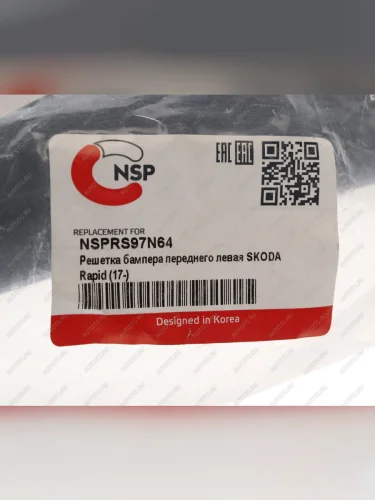 NSP
EAC EAC
REPLACEMENT FOR
NSPRS97N64
Решетка бампера переднего левая SKODA
Rapid (17-)
Designed in Korea